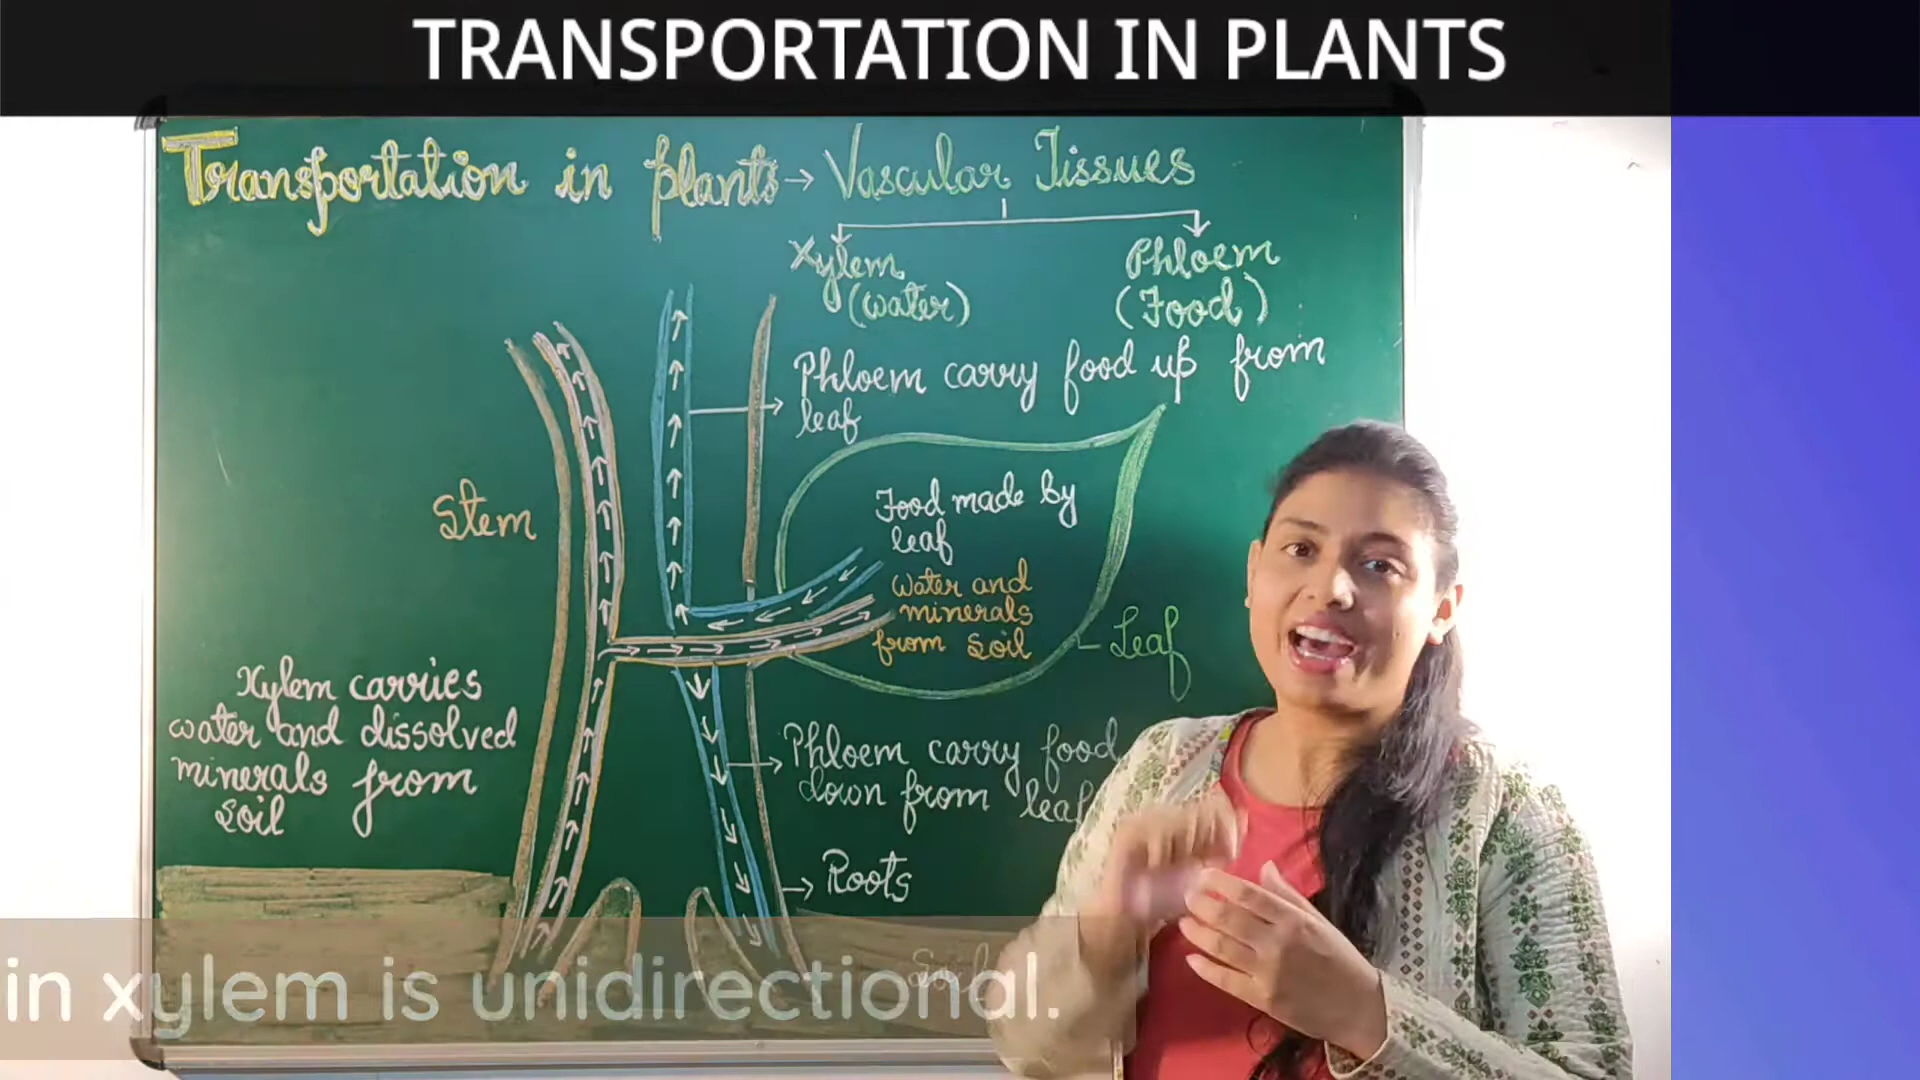 TRANSPORTATION IN PLANTS
Transportation in plants → Vascular Tissues
Xylem
(water)
Phloem
(Food)
Phloem carry food up from
leaf
Stem
Food made by
leaf
Water and
minerals
from soil
Leaf
Xylem carries
water and dissolved
minerals from
soil
Phloem carry food
down from leaf
Roots
in xylem is unidirectional.